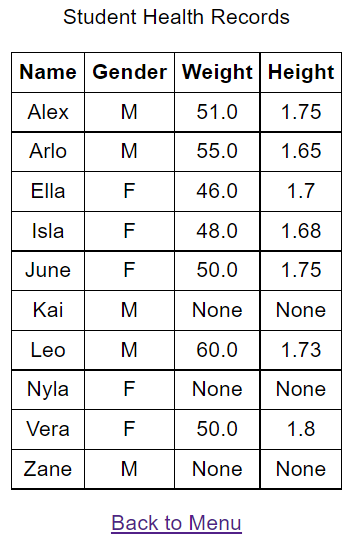 Student Health Records
Name Gender Weight Height
Alex M 51.0 1.75
Arlo M 55.0 1.65
Ella F 46.0 1.7
Isla F 48.0 1.68
June F 50.0 1.75
Kai M None None
Leo M 60.0 1.73
Nyla F None None
Vera F 50.0 1.8
Zane M None None
Back to Menu